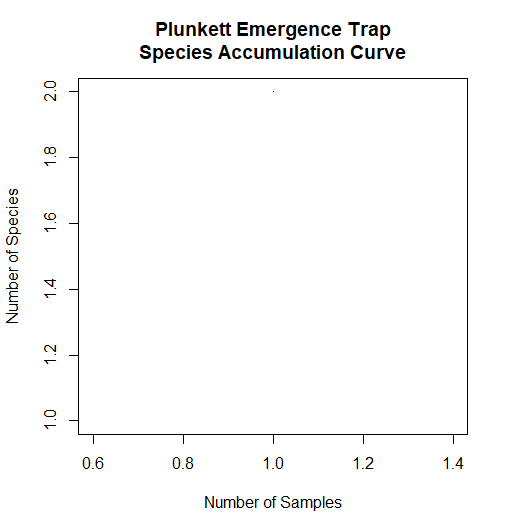 Plunkett Emergence Trap
Species Accumulation Curve
Number of Species
2.0
1.8
1.6
1.4
1.2
1.0
0.6 0.8 1.0 1.2 1.4
Number of Samples